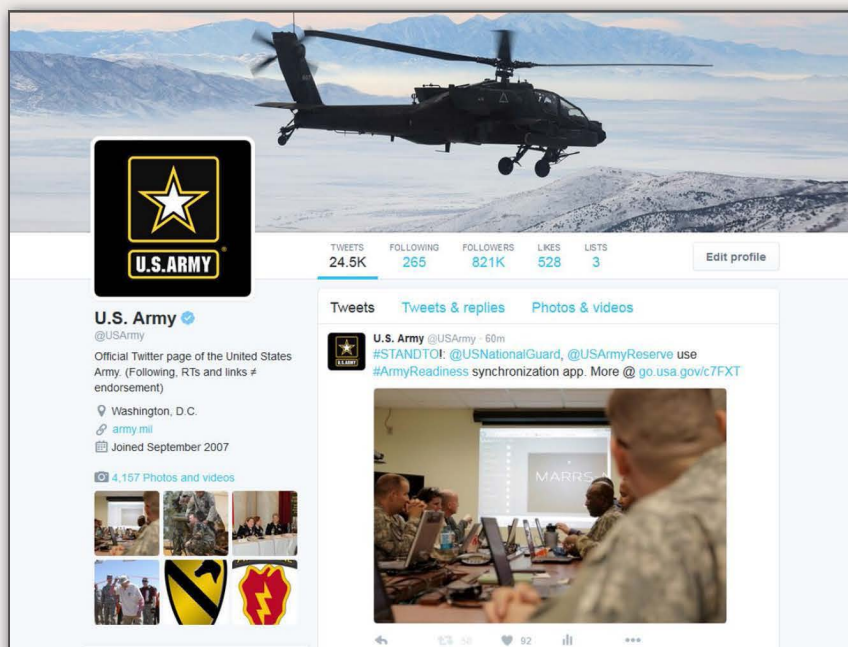 U.S.ARMY
TWEETS FOLLOWING FOLLOWERS LIKES LISTS
24.5K 265 821K 528 3
Edit profile
U.S. Army
@USArmy
Official Twitter page of the United States
Army. (Following, RTs and links ≠
endorsement)
Washington, D.C.
army.mil
Joined September 2007
4,157 Photos and videos
Tweets Tweets & replies Photos & videos
U.S. Army @USArmy · 60m
#STANDTO!: @USNationalGuard, @USArmyReserve use
#ArmyReadiness synchronization app. More @ go.usa.gov/c7FXT
U.S.ARMY
MARRS
58 92